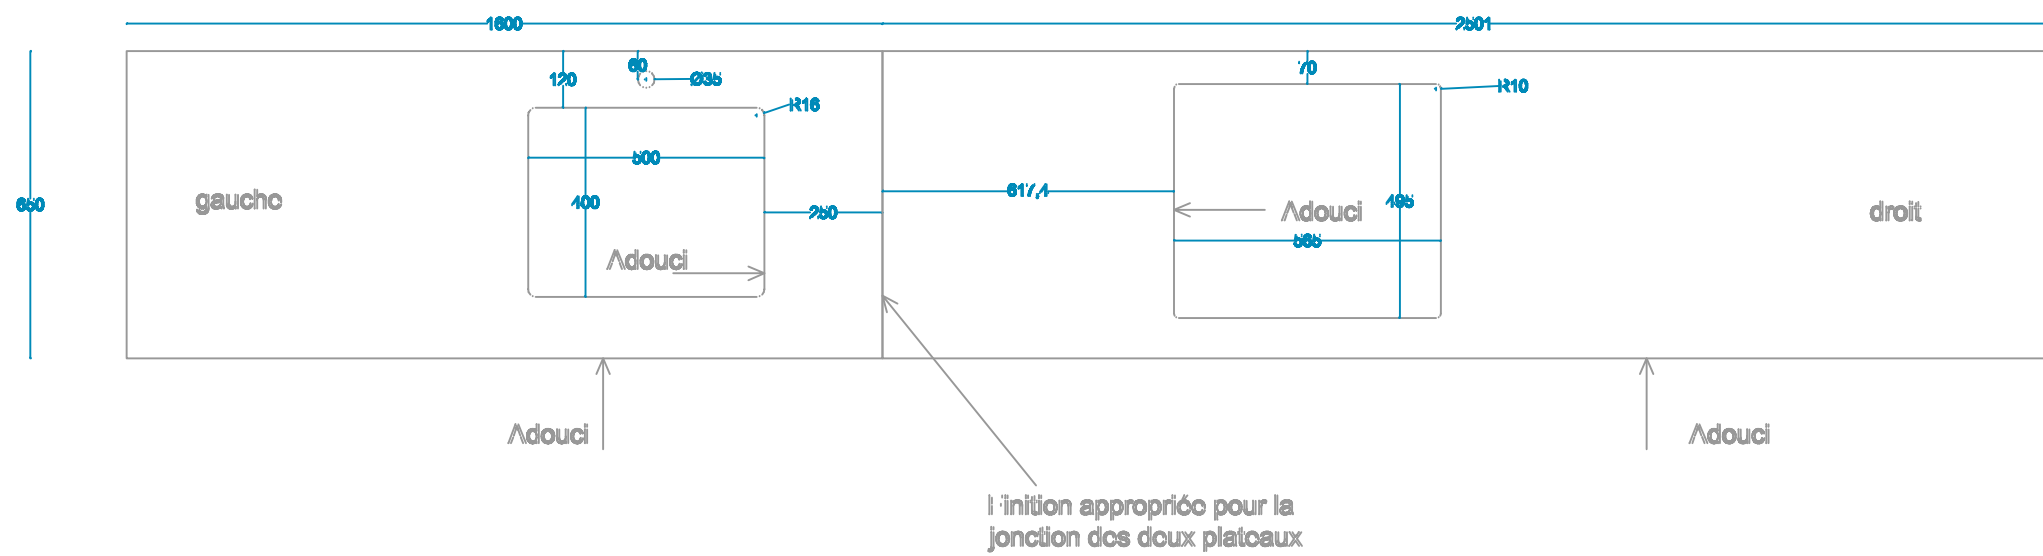 1600
2501
650
120
60
Ø35
R16
70
R10
500
400
250
617,4
495
565
gauche
droit
Adouci
Adouci
Adouci
Adouci
Finition appropriée pour la
jonction des deux plateaux